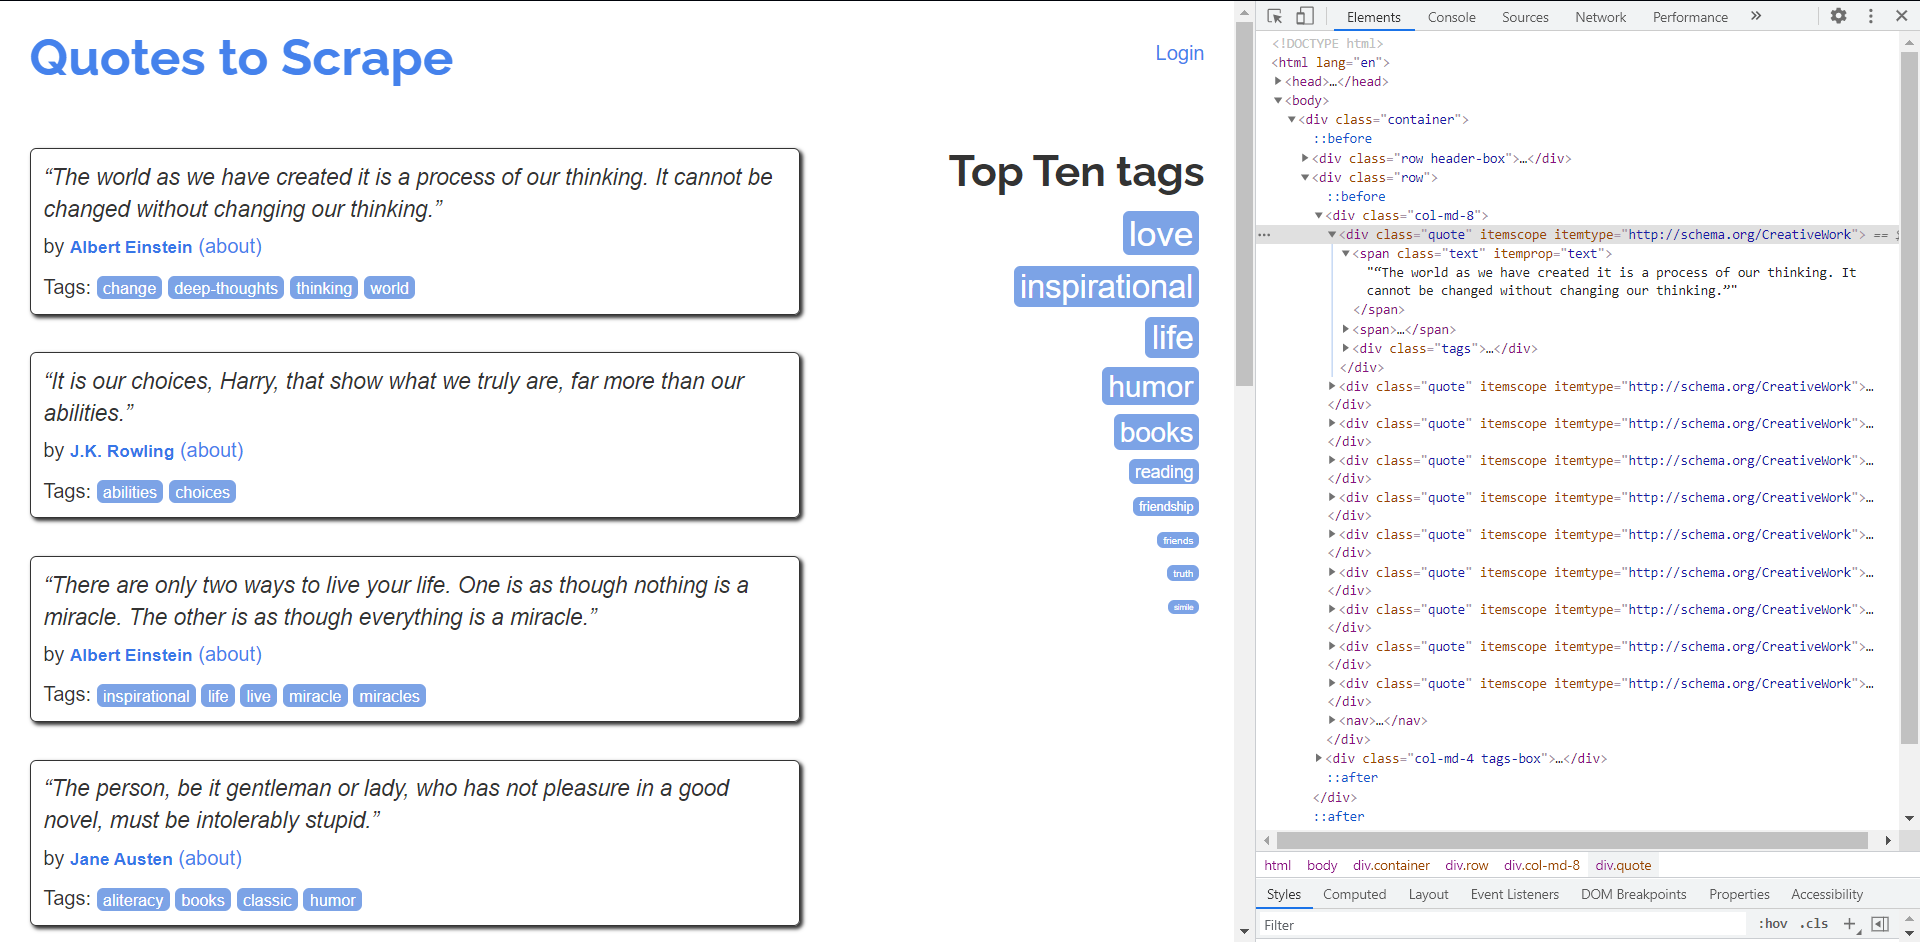 Quotes to Scrape
Login
“The world as we have created it is a process of our thinking. It cannot be
changed without changing our thinking.”
by Albert Einstein (about)
Tags: change deep-thoughts thinking world
“It is our choices, Harry, that show what we truly are, far more than our
abilities.”
by J.K. Rowling (about)
Tags: abilities choices
“There are only two ways to live your life. One is as though nothing is a
miracle. The other is as though everything is a miracle.”
by Albert Einstein (about)
Tags: inspirational life live miracle miracles
“The person, be it gentleman or lady, who has not pleasure in a good
novel, must be intolerably stupid.”
by Jane Austen (about)
Tags: aliteracy books classic humor
Top Ten tags
love
inspirational
life
humor
books
reading
friendship
friends
truth
simile
Elements Console Sources Network Performance »
<!DOCTYPE html>
<html lang="en">
<head>…</head>
<body>
<div class="container">
::before
<div class="row header-box">…</div>
<div class="row">
::before
<div class="col-md-8">
<div class="quote" itemscope itemtype="http://schema.org/CreativeWork"> ==
<span class="text" itemprop="text">
"“The world as we have created it is a process of our thinking. It
cannot be changed without changing our thinking.”"
</span>
<span>…</span>
<div class="tags">…</div>
</div>
<div class="quote" itemscope itemtype="http://schema.org/CreativeWork">…
</div>
<div class="quote" itemscope itemtype="http://schema.org/CreativeWork">…
</div>
<div class="quote" itemscope itemtype="http://schema.org/CreativeWork">…
</div>
<div class="quote" itemscope itemtype="http://schema.org/CreativeWork">…
</div>
<div class="quote" itemscope itemtype="http://schema.org/CreativeWork">…
</div>
<div class="quote" itemscope itemtype="http://schema.org/CreativeWork">…
</div>
<div class="quote" itemscope itemtype="http://schema.org/CreativeWork">…
</div>
<div class="quote" itemscope itemtype="http://schema.org/CreativeWork">…
</div>
<div class="quote" itemscope itemtype="http://schema.org/CreativeWork">…
</div>
<nav>…</nav>
</div>
<div class="col-md-4 tags-box">…</div>
::after
</div>
::after
html body div.container div.row div.col-md-8 div.quote
Styles Computed Layout Event Listeners DOM Breakpoints Properties Accessibility
Filter :hov .cls +